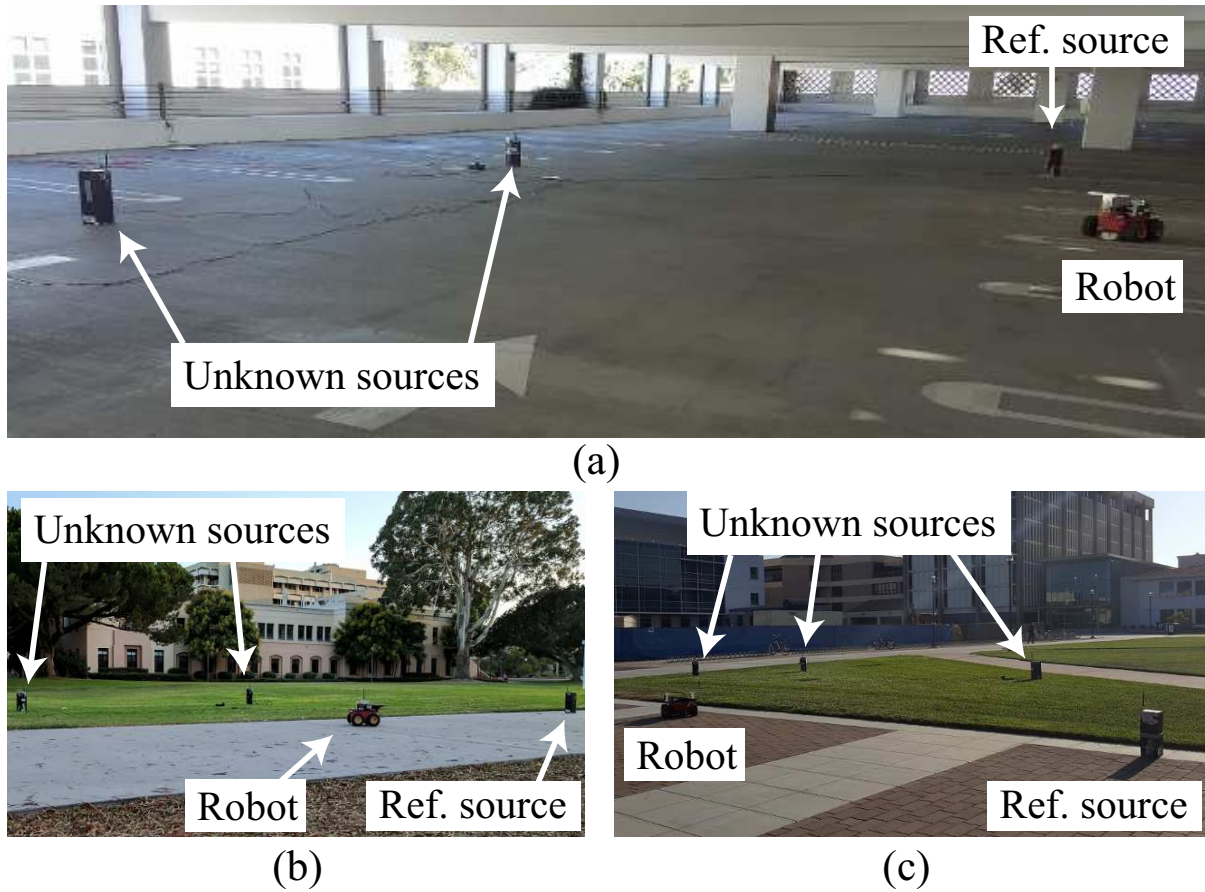 Ref. source
Robot
Unknown sources
(a)
Unknown sources
Robot
Ref. source
(b)
Unknown sources
Robot
Ref. source
(c)